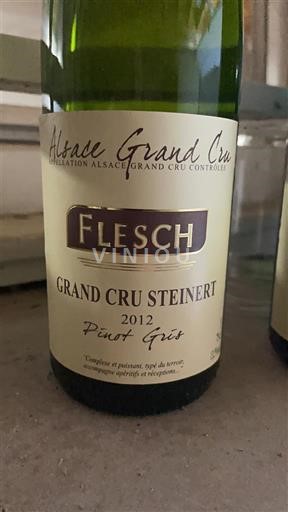 Alsace Grand Cru
APPELLATION ALSACE GRAND CRU CONTRÔLÉE
FLESCH
VINIOU
GRAND CRU STEINERT
2012
Pinot Gris
"Complexe et puissant, typé du terroir,
accompagne apéritifs et réceptions..."